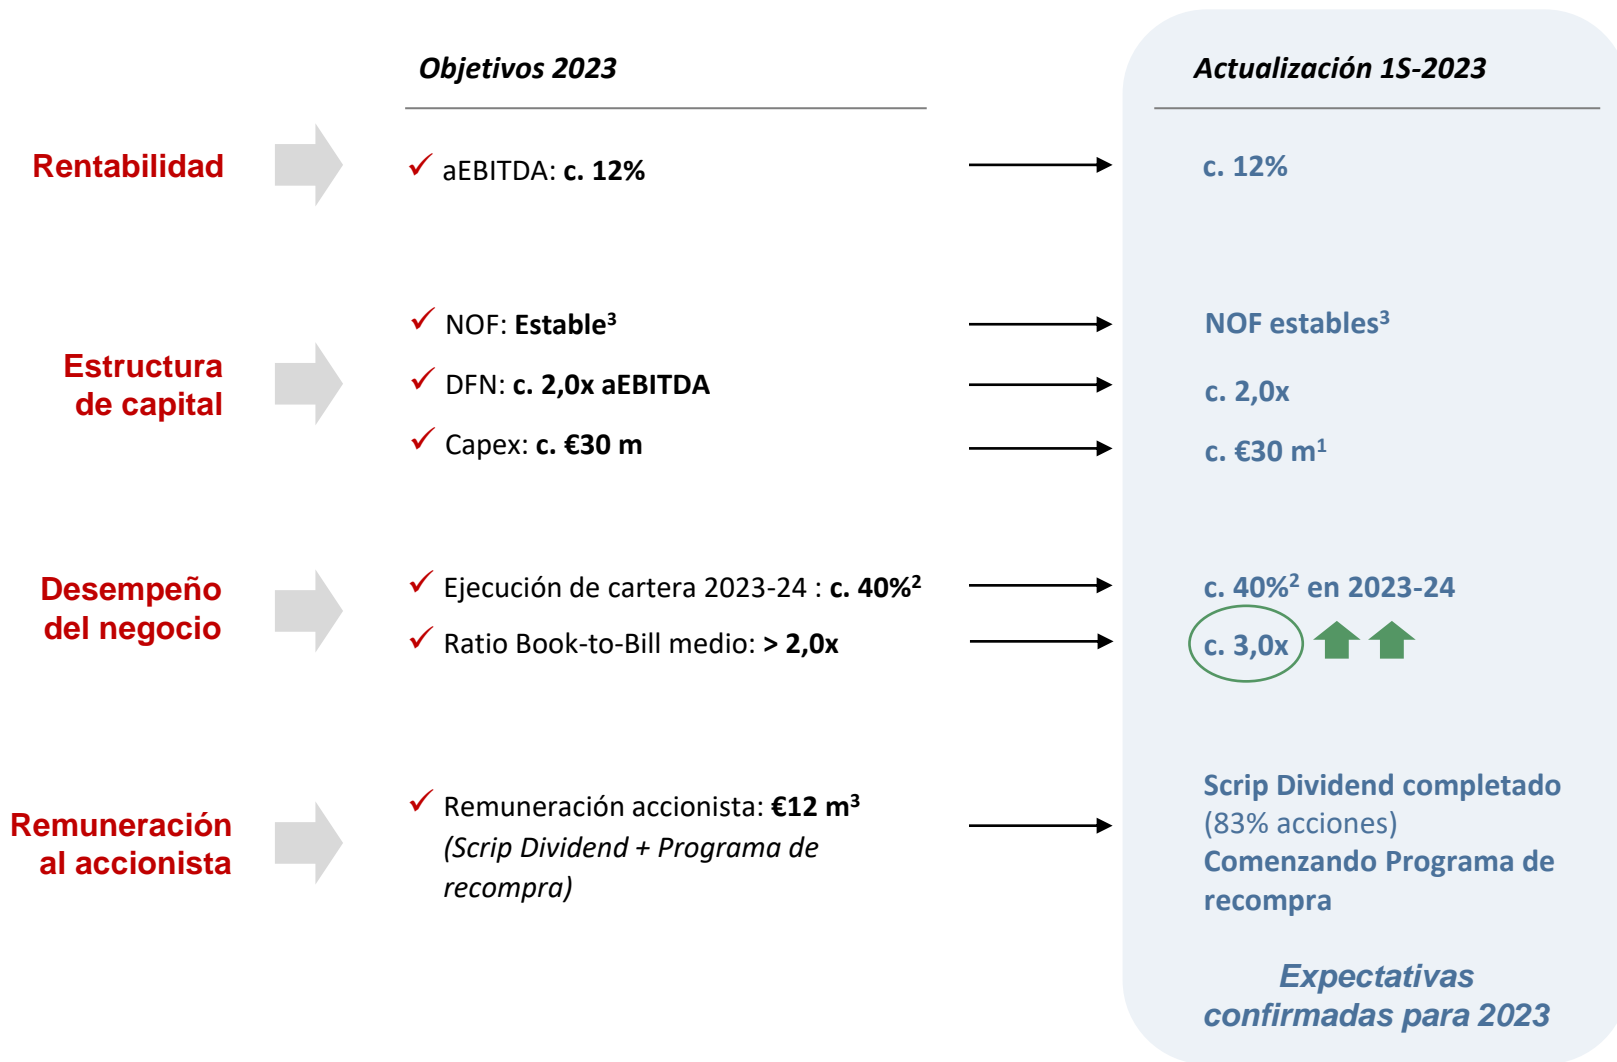 Objetivos 2023
Actualización 1S-2023
Rentabilidad
✓ aEBITDA: c. 12%
c. 12%
Estructura
de capital
✓ NOF: Estable³
NOF estables³
✓ DFN: c. 2,0x aEBITDA
c. 2,0x
✓ Capex: c. €30 m
c. €30 m¹
Desempeño
del negocio
✓ Ejecución de cartera 2023-24 : c. 40%²
c. 40%² en 2023-24
✓ Ratio Book-to-Bill medio: > 2,0x
c. 3,0x
Remuneración
al accionista
✓ Remuneración accionista: €12 m³
(Scrip Dividend + Programa de
recompra)
Scrip Dividend completado
(83% acciones)
Comenzando Programa de
recompra
Expectativas
confirmadas para 2023